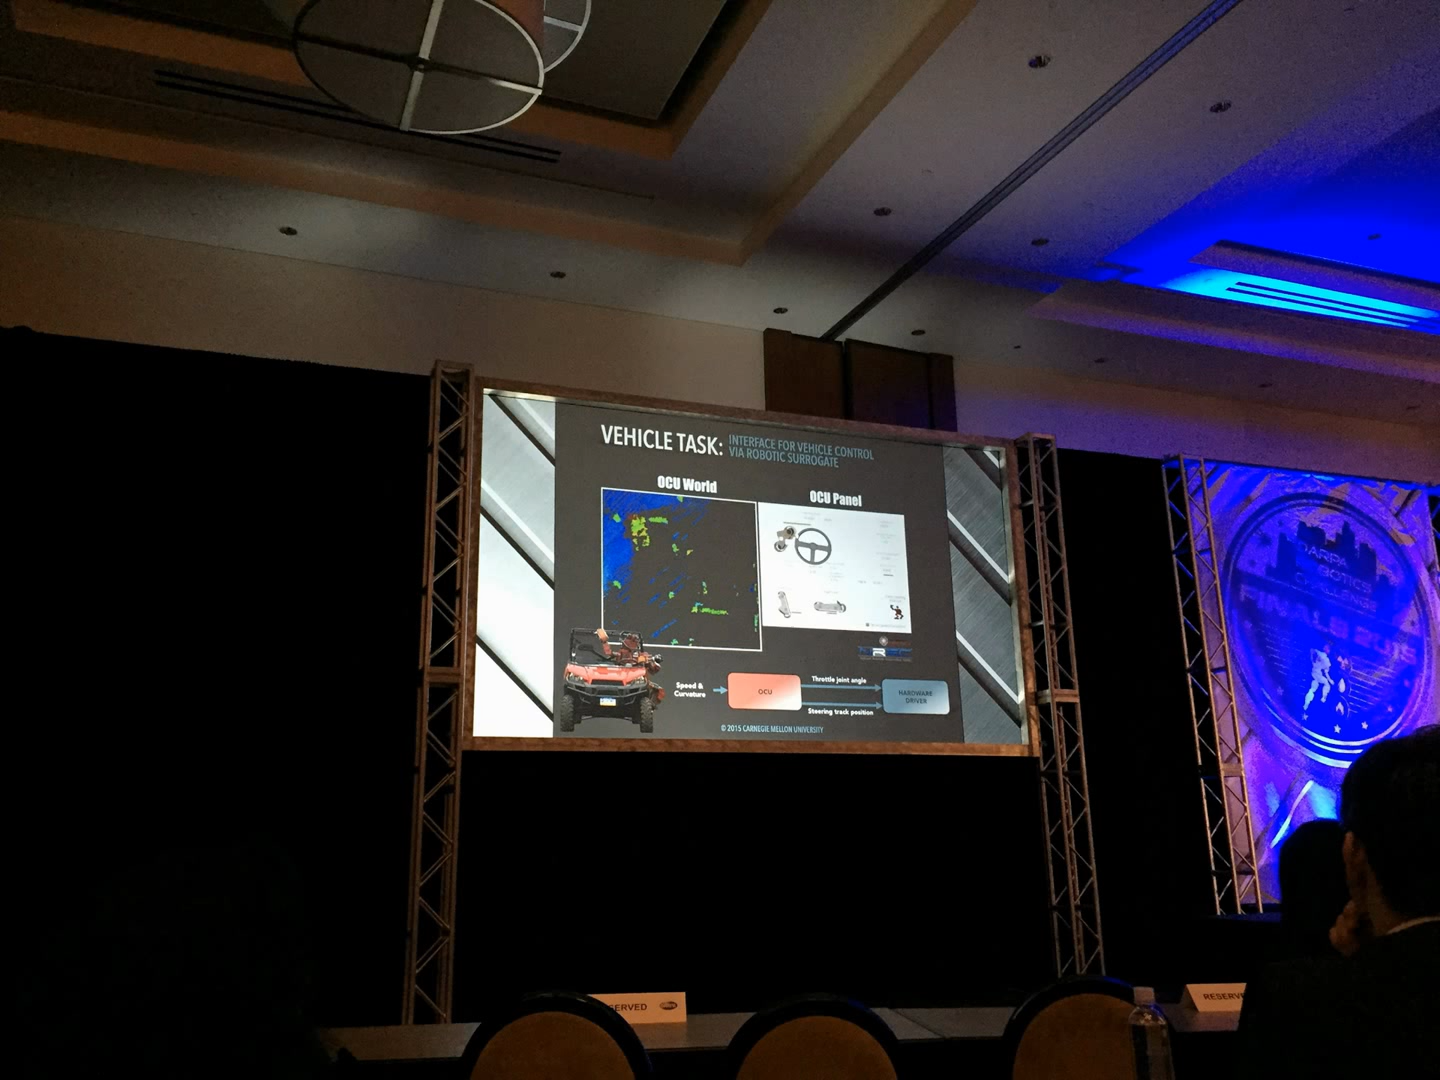 VEHICLE TASK:
INTERFACE FOR VEHICLE CONTROL
VIA ROBOTIC SURROGATE
OCU World
OCU Panel
Speed &
Curvature
OCU
Throttle joint angle
Steering track position
HARDWARE
DRIVER
© 2015 CARNEGIE MELLON UNIVERSITY
DARPA
ROBOTICS
CHALLENGE
FINALS 2015
SERVED
RESERV